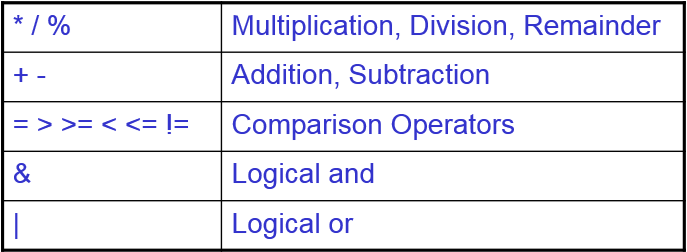 * / % Multiplication, Division, Remainder
+ - Addition, Subtraction
= > >= < <= != Comparison Operators
& Logical and
| Logical or